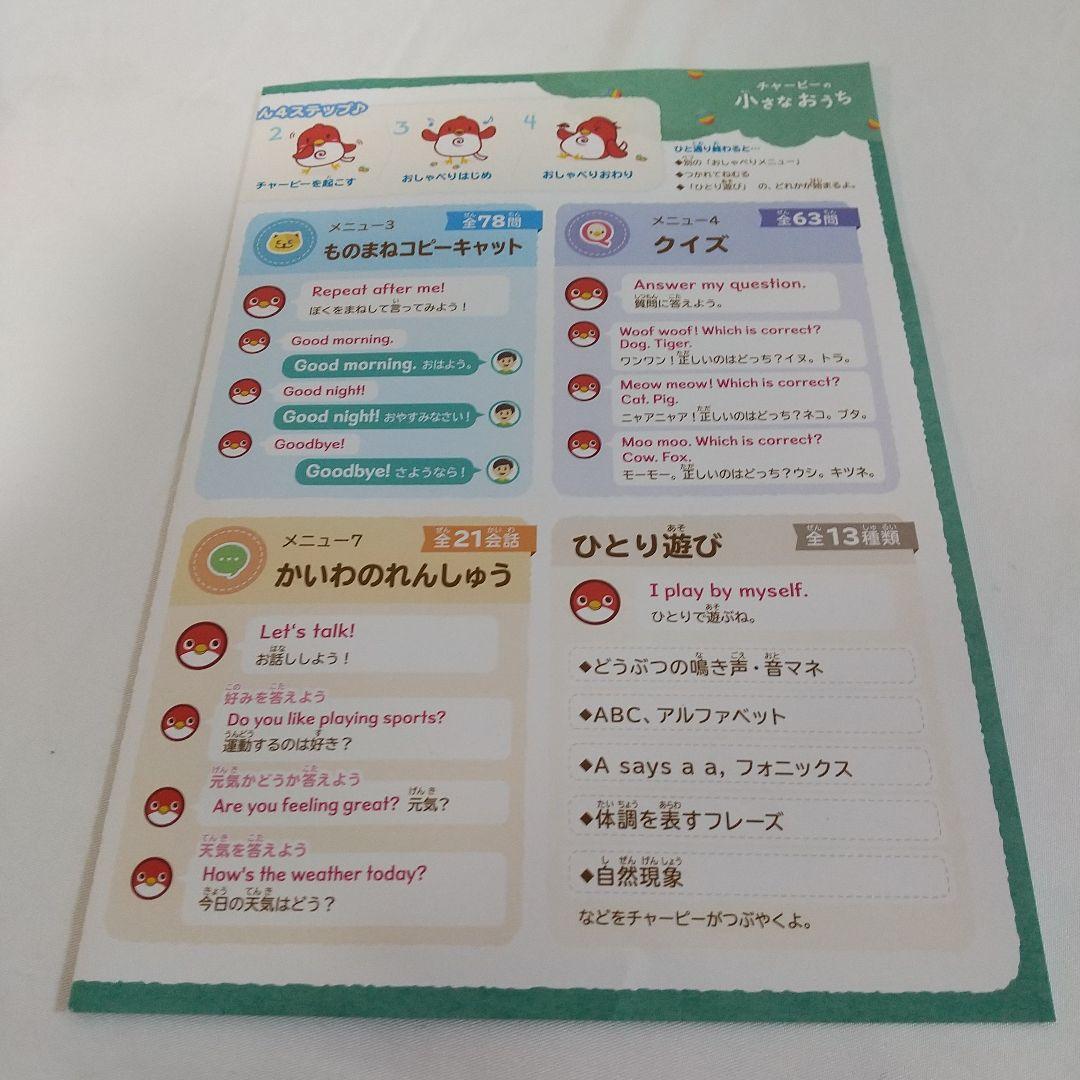 ん4ステップ♪
2
チャーピーを起こす
3
おしゃべりはじめ
4
おしゃべりおわり
チャーピーの
小さなおうち
ひと通り終わると…
◆別の「おしゃべりメニュー」
◆つかれてねむる
◆「ひとり遊び」 の、どれかが始まるよ。
メニュー3
全78問
ものまねコピーキャット
Repeat after me!
ぼくをまねして言ってみよう！
Good morning.
Good morning. おはよう。
Good night!
Good night! おやすみなさい！
Goodbye!
Goodbye! さようなら！
メニュー4
全63問
Q
クイズ
Answer my question.
質問に答えよう。
Woof woof! Which is correct?
Dog. Tiger.
ワンワン！正しいのはどっち？イヌ。トラ。
Meow meow! Which is correct?
Cat. Pig.
ニャアニャア！正しいのはどっち？ネコ。ブタ。
Moo moo. Which is correct?
Cow. Fox.
モーモー。正しいのはどっち？ウシ。キツネ。
メニュー7
全21会話
かいわのれんしゅう
Let's talk!
お話ししよう！
好みを答えよう
Do you like playing sports?
運動するのは好き？
元気かどうか答えよう
Are you feeling great? 元気？
天気を答えよう
How's the weather today?
今日の天気はどう？
ひとり遊び
全13種類
I play by myself.
ひとりで遊ぶね。
◆どうぶつの鳴き声・音マネ
◆ABC、アルファベット
◆A says a a, フォニックス
◆体調を表すフレーズ
◆自然現象
などをチャーピーがつぶやくよ。